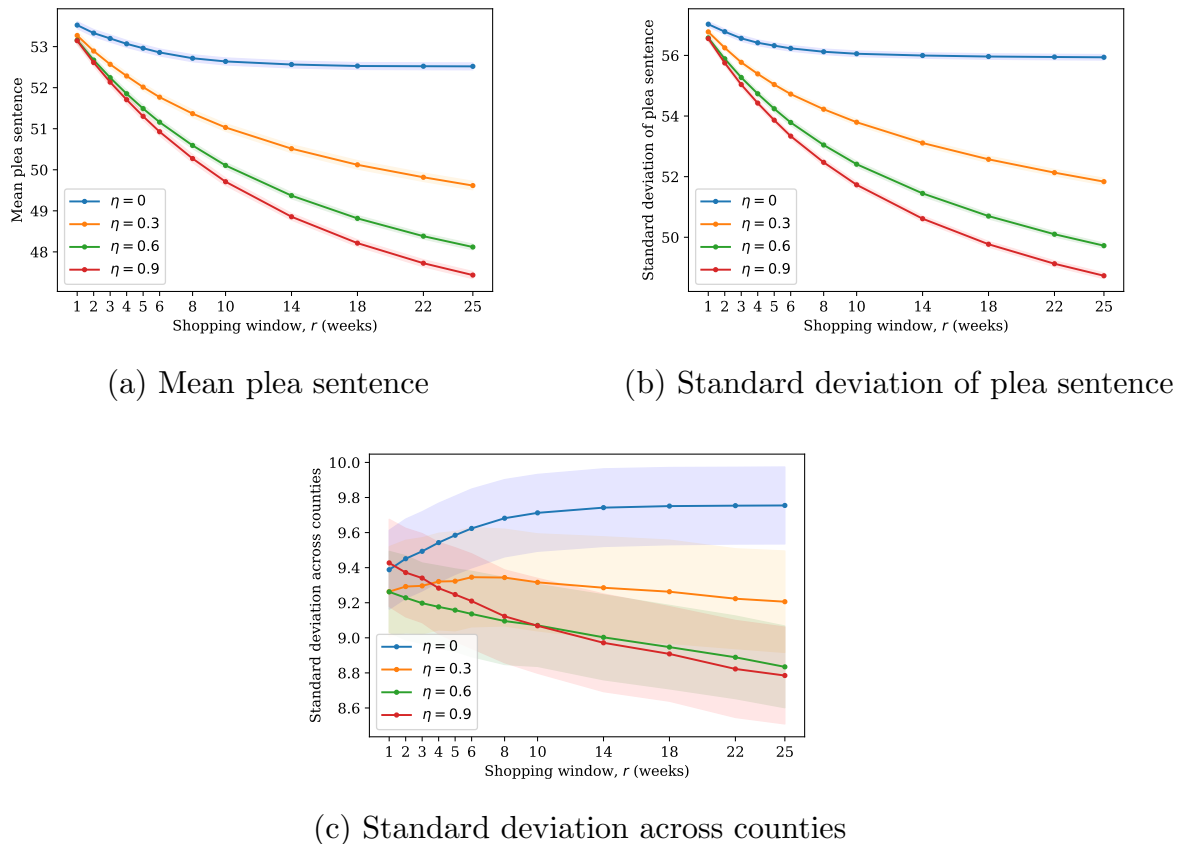 Mean plea sentence
53
52
51
50
49
48
η = 0
η = 0.3
η = 0.6
η = 0.9
1 2 3 4 5 6 8 10 14 18 22 25
Shopping window, r (weeks)
(a) Mean plea sentence
Standard deviation of plea sentence
56
54
52
50
η = 0
η = 0.3
η = 0.6
η = 0.9
1 2 3 4 5 6 8 10 14 18 22 25
Shopping window, r (weeks)
(b) Standard deviation of plea sentence
Standard deviation across counties
10.0
9.8
9.6
9.4
9.2
9.0
8.8
8.6
η = 0
η = 0.3
η = 0.6
η = 0.9
1 2 3 4 5 6 8 10 14 18 22 25
Shopping window, r (weeks)
(c) Standard deviation across counties